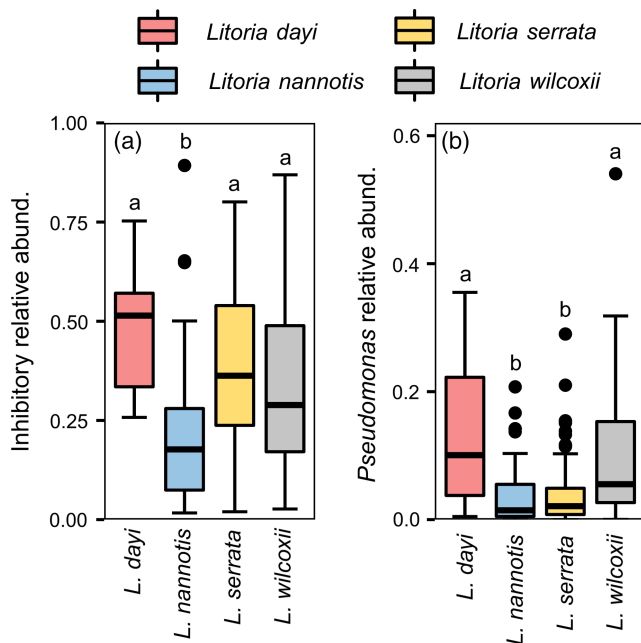 Litoria dayi
Litoria serrata
Litoria nannotis
Litoria wilcoxii
(a)
Inhibitory relative abund.
1.00
0.75
0.50
0.25
0.00
a
b
a
a
L. dayi
L. nannotis
L. serrata
L. wilcoxii
(b)
Pseudomonas relative abund.
0.6
0.4
0.2
0.0
a
b
b
a
L. dayi
L. nannotis
L. serrata
L. wilcoxii